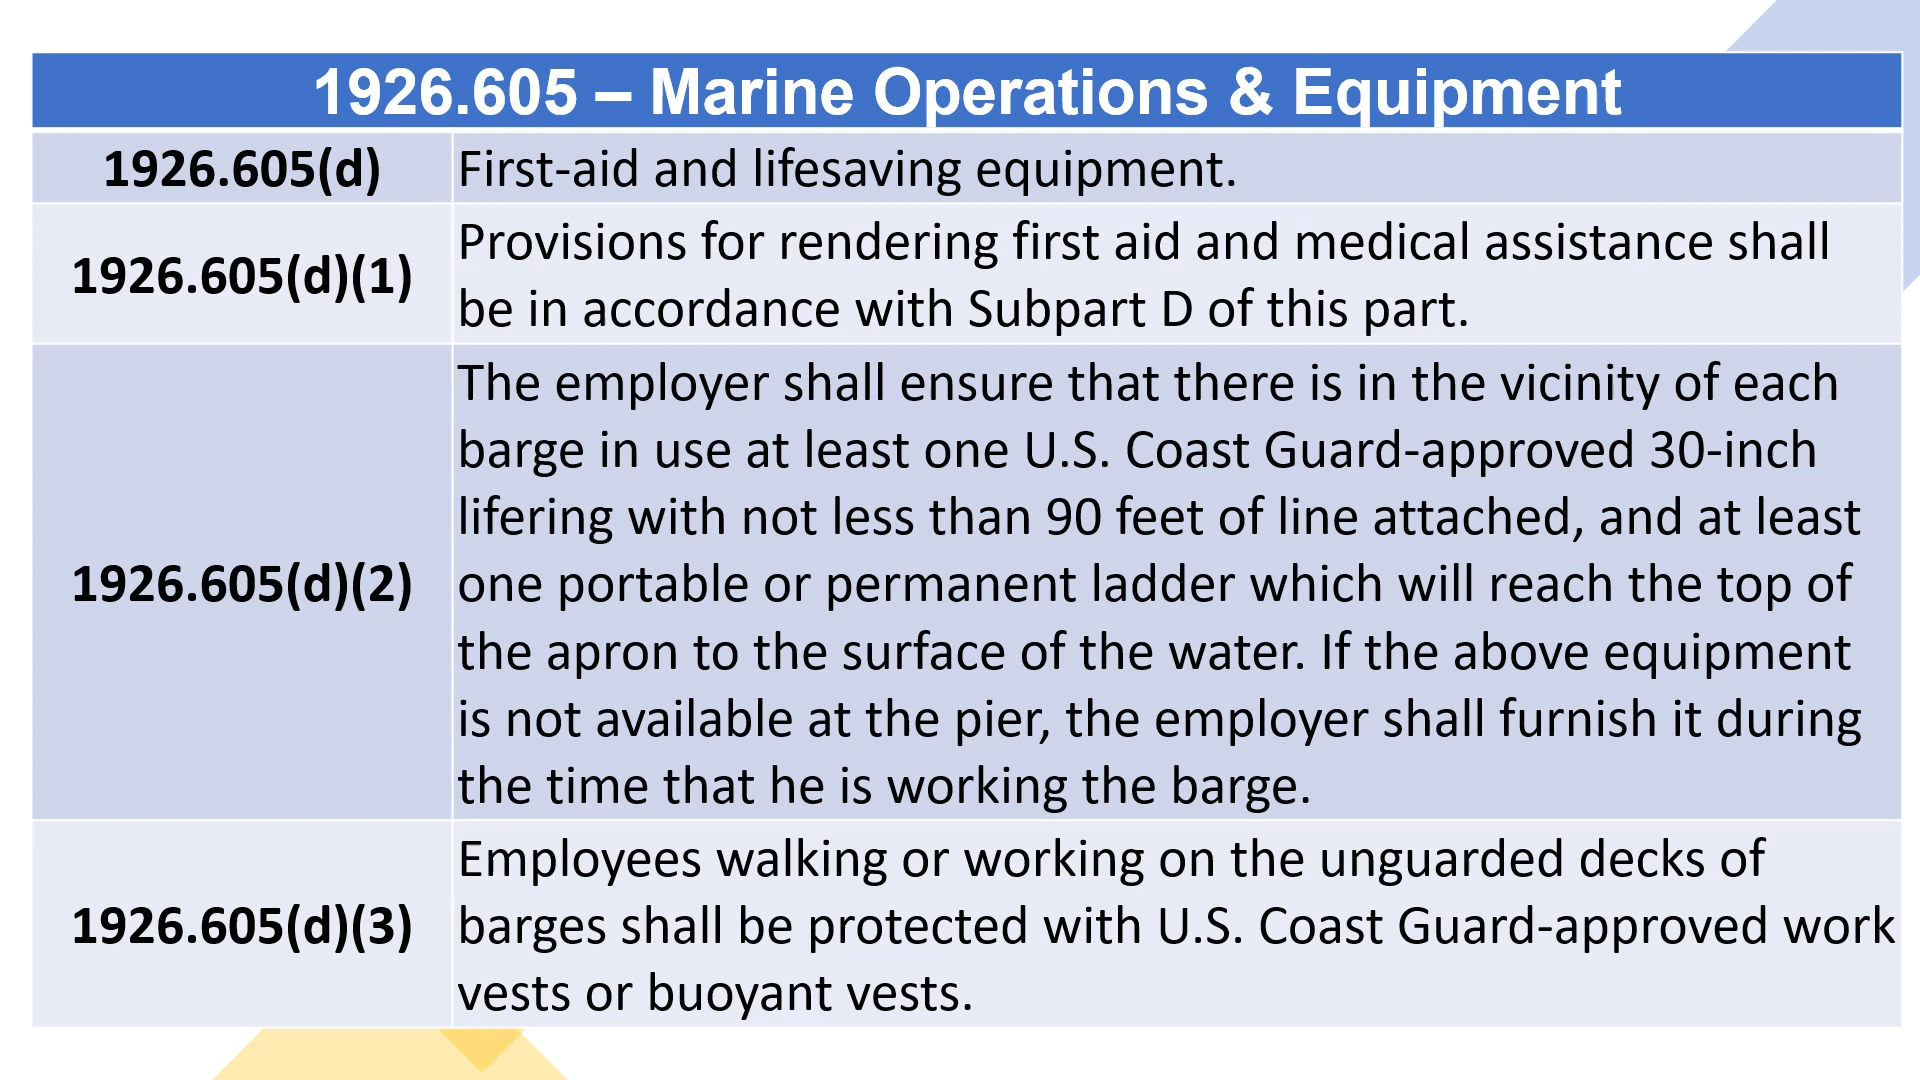 1926.605 – Marine Operations & Equipment
1926.605(d)
First-aid and lifesaving equipment.
1926.605(d)(1)
Provisions for rendering first aid and medical assistance shall
be in accordance with Subpart D of this part.
1926.605(d)(2)
The employer shall ensure that there is in the vicinity of each
barge in use at least one U.S. Coast Guard-approved 30-inch
lifering with not less than 90 feet of line attached, and at least
one portable or permanent ladder which will reach the top of
the apron to the surface of the water. If the above equipment
is not available at the pier, the employer shall furnish it during
the time that he is working the barge.
1926.605(d)(3)
Employees walking or working on the unguarded decks of
barges shall be protected with U.S. Coast Guard-approved work
vests or buoyant vests.